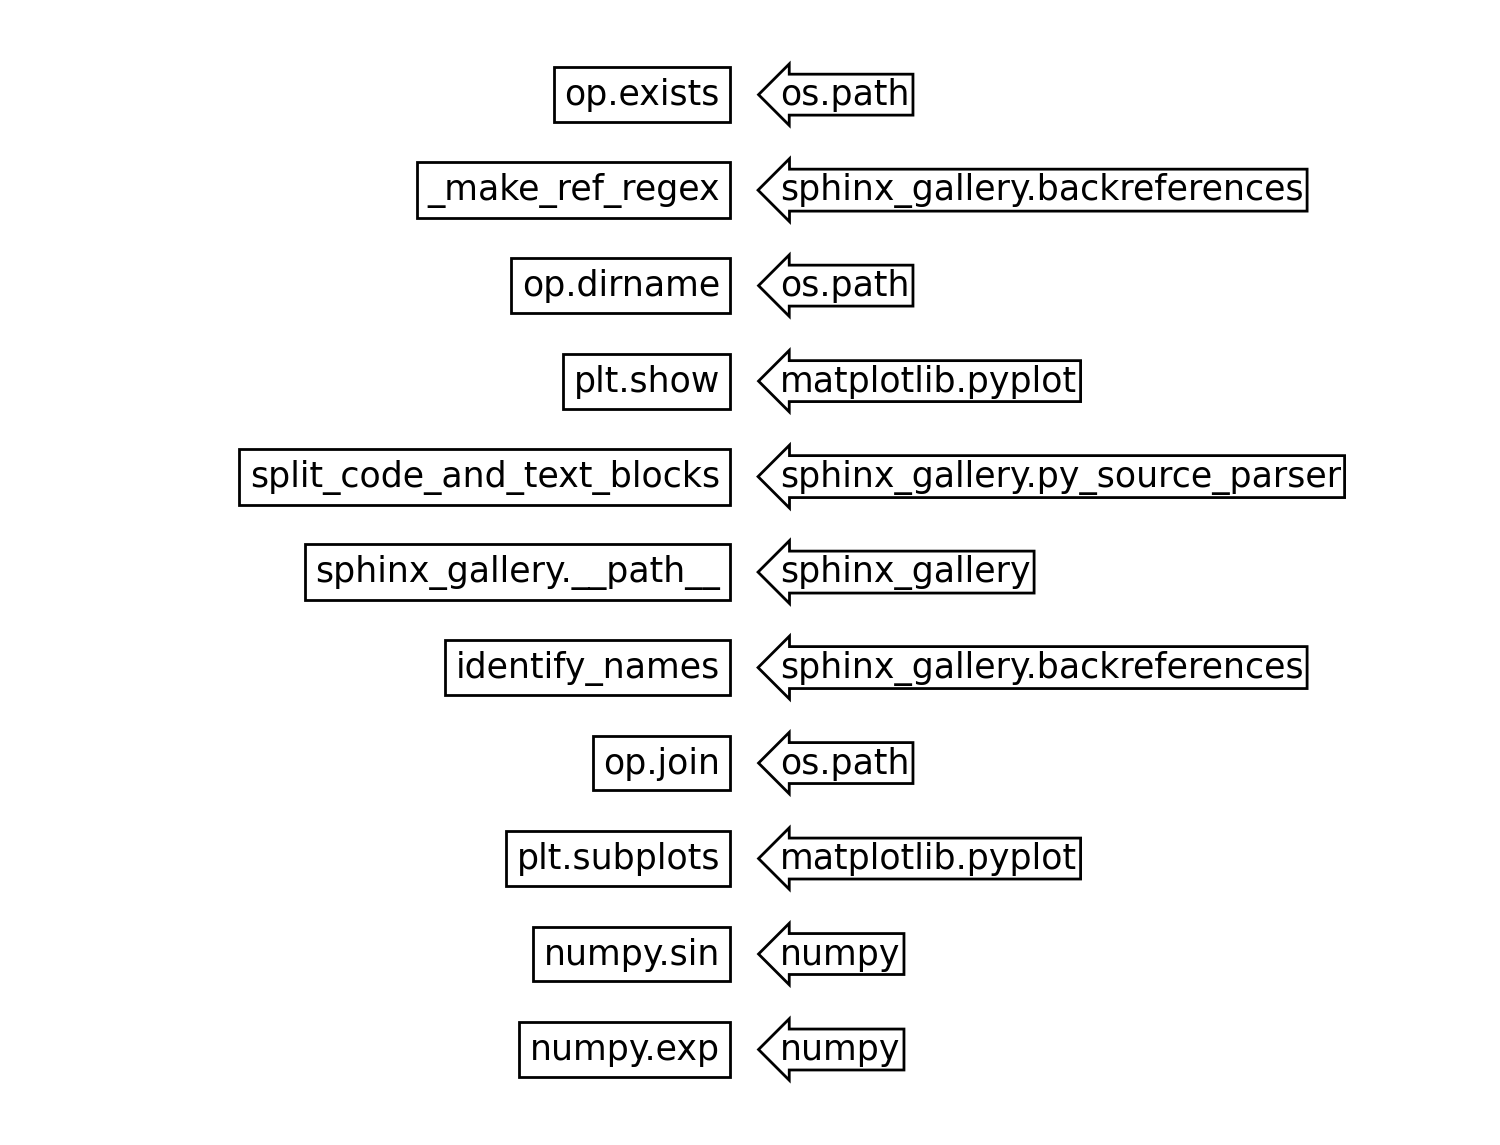 op.exists os.path
_make_ref_regex sphinx_gallery.backreferences
op.dirname os.path
plt.show matplotlib.pyplot
split_code_and_text_blocks sphinx_gallery.py_source_parser
sphinx_gallery.__path__ sphinx_gallery
identify_names sphinx_gallery.backreferences
op.join os.path
plt.subplots matplotlib.pyplot
numpy.sin numpy
numpy.exp numpy